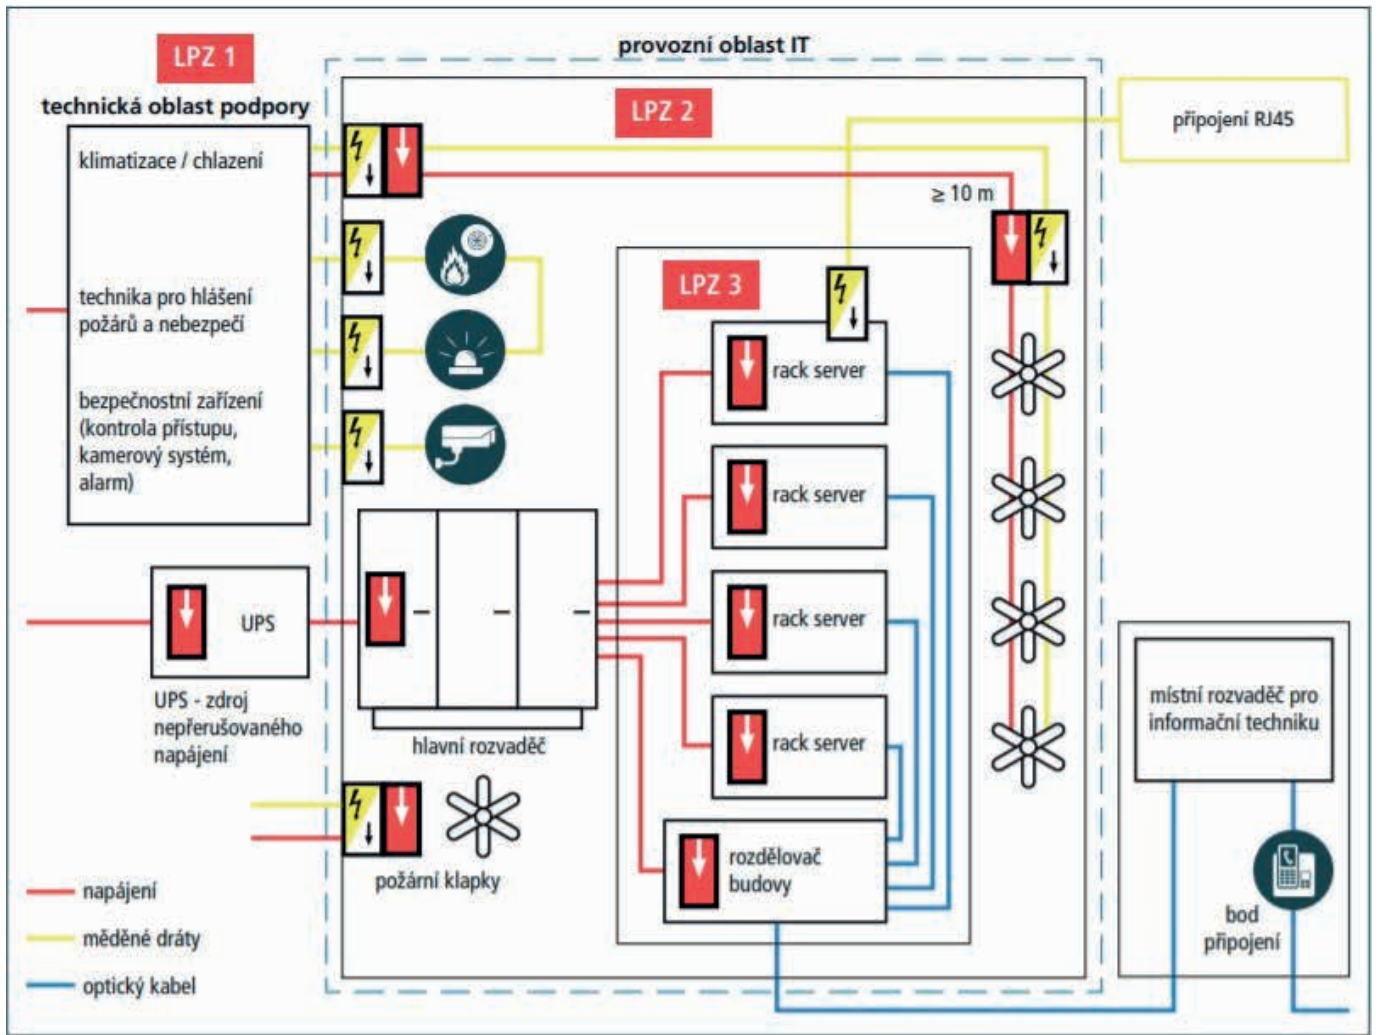 LPZ 1
technická oblast podpory
klimatizace / chlazení
technika pro hlášení
požárů a nebezpečí
bezpečnostní zařízení
(kontrola přístupu,
kamerový systém,
alarm)
provozní oblast IT
LPZ 2
připojení RJ45
≥ 10 m
LPZ 3
rack server
rack server
rack server
rack server
rozdělovač
budovy
UPS
UPS - zdroj
nepřerušovaného
napájení
hlavní rozvaděč
požární klapky
místní rozvaděč pro
informační techniku
bod
připojení
napájení
měděné dráty
optický kabel